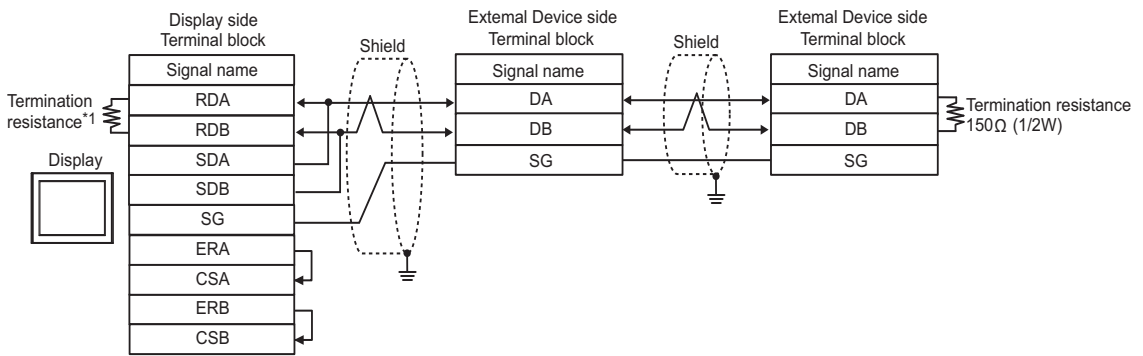 Display side
Terminal block
Signal name
RDA
RDB
SDA
SDB
SG
ERA
CSA
ERB
CSB
Termination
resistance*1
Display
Shield
External Device side
Terminal block
Signal name
DA
DB
SG
Shield
External Device side
Terminal block
Signal name
DA
DB
SG
Termination resistance
150Ω (1/2W)